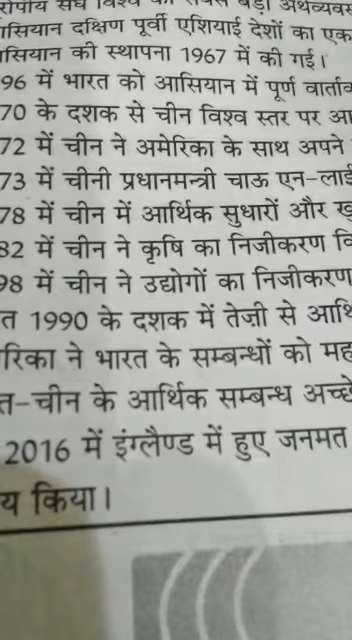 रोपीय संघ विश्व की सबसे बड़ी अर्थव्यवस
ासियान दक्षिण पूर्वी एशियाई देशों का एक
ासियान की स्थापना 1967 में की गई।
96 में भारत को आसियान में पूर्ण वार्ताव
70 के दशक से चीन विश्व स्तर पर आ
72 में चीन ने अमेरिका के साथ अपने
73 में चीनी प्रधानमन्त्री चाऊ एन-लाई
78 में चीन में आर्थिक सुधारों और ख
82 में चीन ने कृषि का निजीकरण कि
98 में चीन ने उद्योगों का निजीकरण
त 1990 के दशक में तेजी से आर्थि
रिका ने भारत के सम्बन्धों को मह
त-चीन के आर्थिक सम्बन्ध अच्छे
2016 में इंग्लैण्ड में हुए जनमत
य किया।